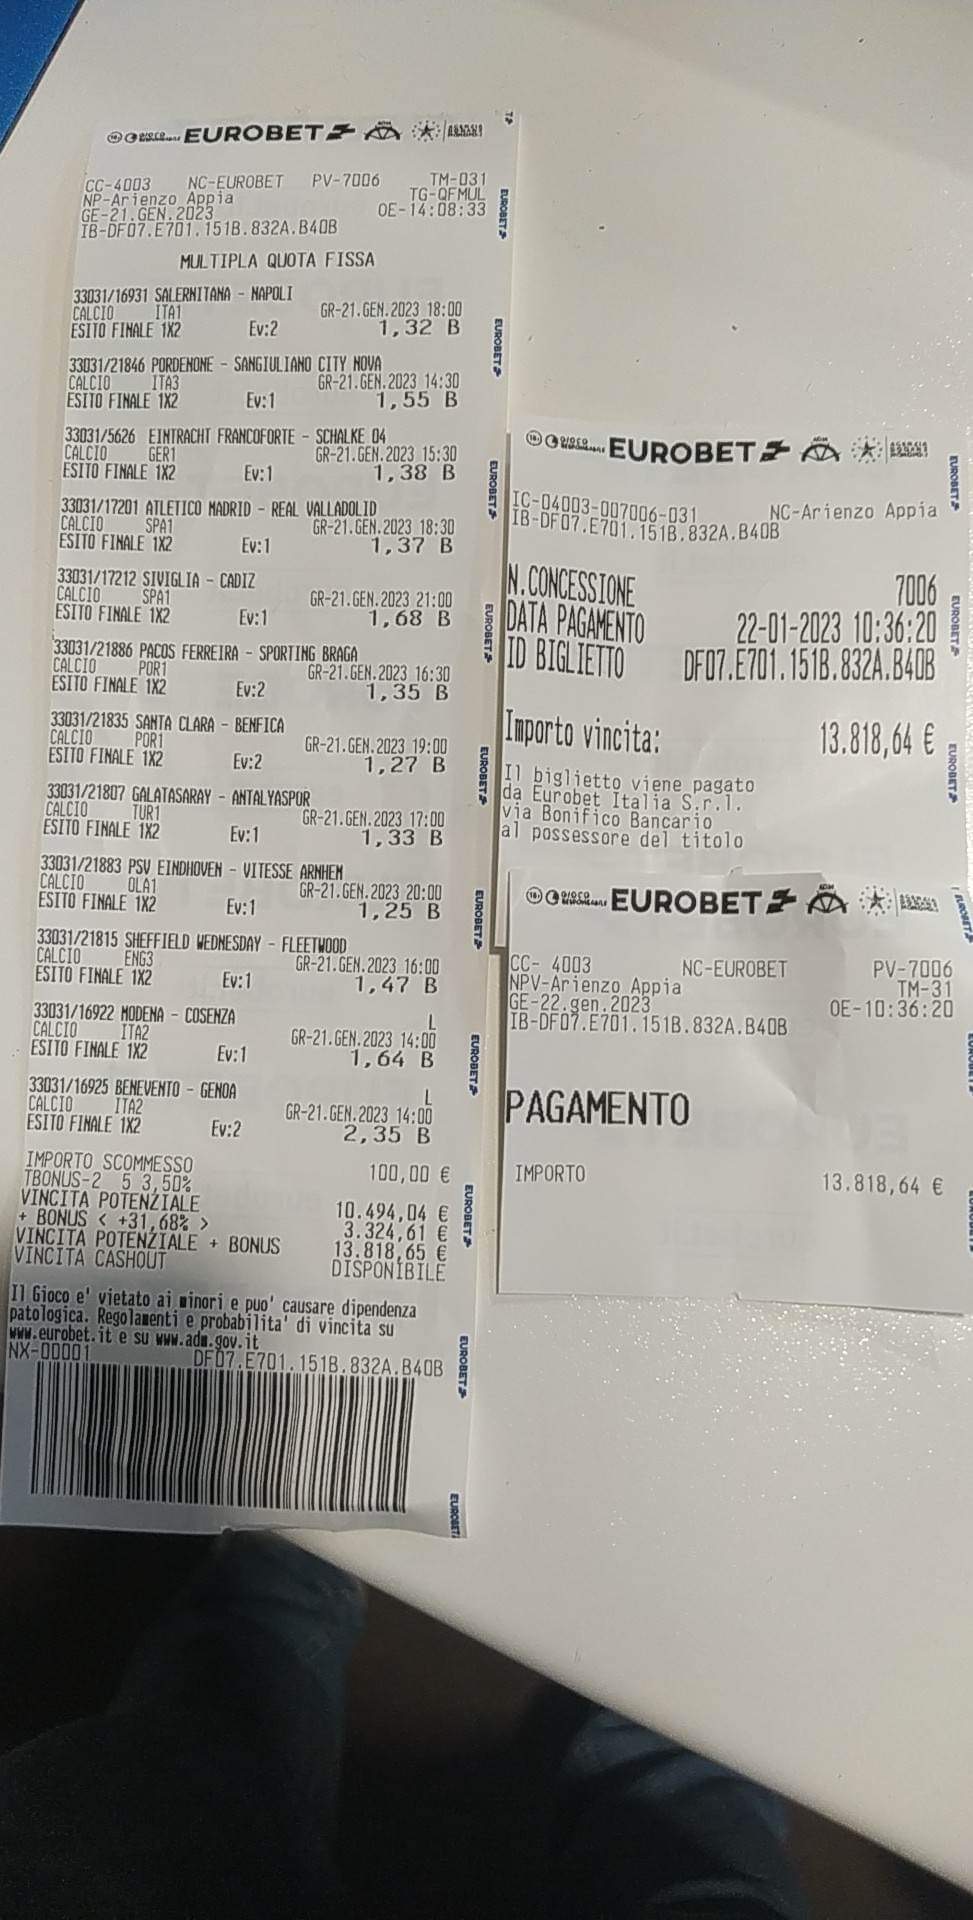 EUROBET
CC-4003 NC-EUROBET PV-7006 TM-031
NP-Arienzo Appia TG-QFMUL
GE-21.GEN.2023 OE-14:08:33
IB-DF07.E701.151B.832A.B40B
MULTIPLA QUOTA FISSA
33031/16931 SALERNITANA - NAPOLI
CALCIO ITA1 GR-21.GEN.2023 18:00
ESITO FINALE 1X2 Ev:2 1,32 B
33031/21846 PORDENONE - SANGIULIANO CITY NOVA
CALCIO ITA3 GR-21.GEN.2023 14:30
ESITO FINALE 1X2 Ev:1 1,55 B
33031/5626 EINTRACHT FRANCOFORTE - SCHALKE 04
CALCIO GER1 GR-21.GEN.2023 15:30
ESITO FINALE 1X2 Ev:1 1,38 B
33031/17201 ATLETICO MADRID - REAL VALLADOLID
CALCIO SPA1 GR-21.GEN.2023 18:30
ESITO FINALE 1X2 Ev:1 1,37 B
33031/17212 SIVIGLIA - CADIZ
CALCIO SPA1 GR-21.GEN.2023 21:00
ESITO FINALE 1X2 Ev:1 1,68 B
33031/21886 PACOS FERREIRA - SPORTING BRAGA
CALCIO POR1 GR-21.GEN.2023 16:30
ESITO FINALE 1X2 Ev:2 1,35 B
33031/21835 SANTA CLARA - BENFICA
CALCIO POR1 GR-21.GEN.2023 19:00
ESITO FINALE 1X2 Ev:2 1,27 B
33031/21807 GALATASARAY - ANTALYASPOR
CALCIO TUR1 GR-21.GEN.2023 17:00
ESITO FINALE 1X2 Ev:1 1,33 B
33031/21883 PSV EINDHOVEN - VITESSE ARNHEM
CALCIO OLA1 GR-21.GEN.2023 20:00
ESITO FINALE 1X2 Ev:1 1,25 B
33031/21815 SHEFFIELD WEDNESDAY - FLEETWOOD
CALCIO ENG3 GR-21.GEN.2023 16:00
ESITO FINALE 1X2 Ev:1 1,47 B
33031/16922 MODENA - COSENZA L
CALCIO ITA2 GR-21.GEN.2023 14:00
ESITO FINALE 1X2 Ev:1 1,64 B
33031/16925 BENEVENTO - GENOA L
CALCIO ITA2 GR-21.GEN.2023 14:00
ESITO FINALE 1X2 Ev:2 2,35 B
IMPORTO SCOMMESSO 100,00 €
TBONUS-2 5 3,50%
VINCITA POTENZIALE 10.494,04 €
+ BONUS < +31,68% > 3.324,61 €
VINCITA POTENZIALE + BONUS 13.818,65 €
VINCITA CASHOUT DISPONIBILE
Il Gioco e' vietato ai minori e puo' causare dipendenza
patologica. Regolamenti e probabilita' di vincita su
www.eurobet.it e su www.adm.gov.it
NX-00001 DF07.E701.151B.832A.B40B
EUROBET
IC-04003-007006-031 NC-Arienzo Appia
IB-DF07.E701.151B.832A.B40B
N.CONCESSIONE 7006
DATA PAGAMENTO 22-01-2023 10:36:20
ID BIGLIETTO DF07.E701.151B.832A.B40B
Importo vincita: 13.818,64 €
Il biglietto viene pagato
da Eurobet Italia S.r.l.
via Bonifico Bancario
al possessore del titolo
EUROBET
CC- 4003 NC-EUROBET PV-7006
NPV-Arienzo Appia TM-31
GE-22.gen.2023 OE-10:36:20
IB-DF07.E701.151B.832A.B40B
PAGAMENTO
IMPORTO 13.818,64 €